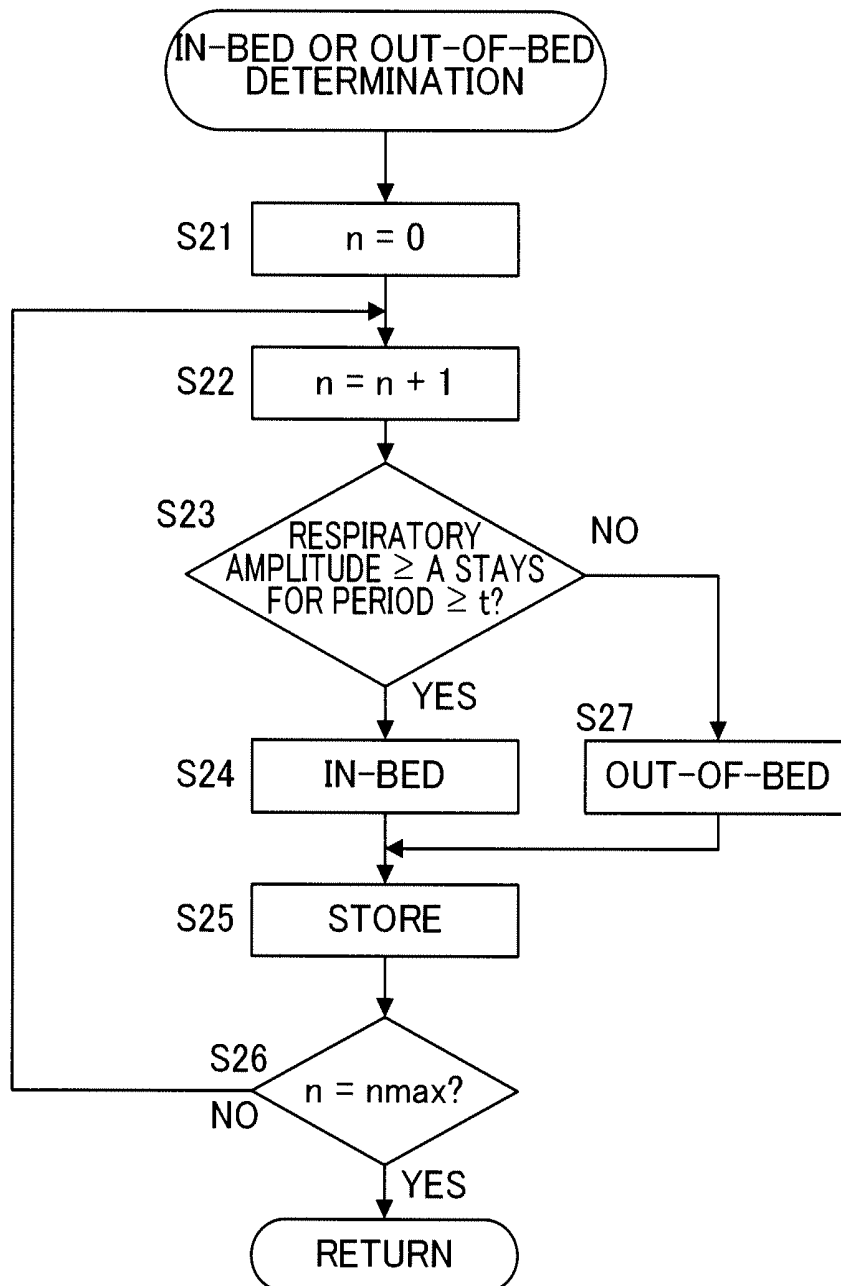 IN-BED OR OUT-OF-BED
DETERMINATION
S21
n = 0
S22
n = n + 1
S23
RESPIRATORY
AMPLITUDE ≥ A STAYS
FOR PERIOD ≥ t?
NO
YES
S27
S24
IN-BED
OUT-OF-BED
S25
STORE
S26
n = nmax?
NO
YES
RETURN